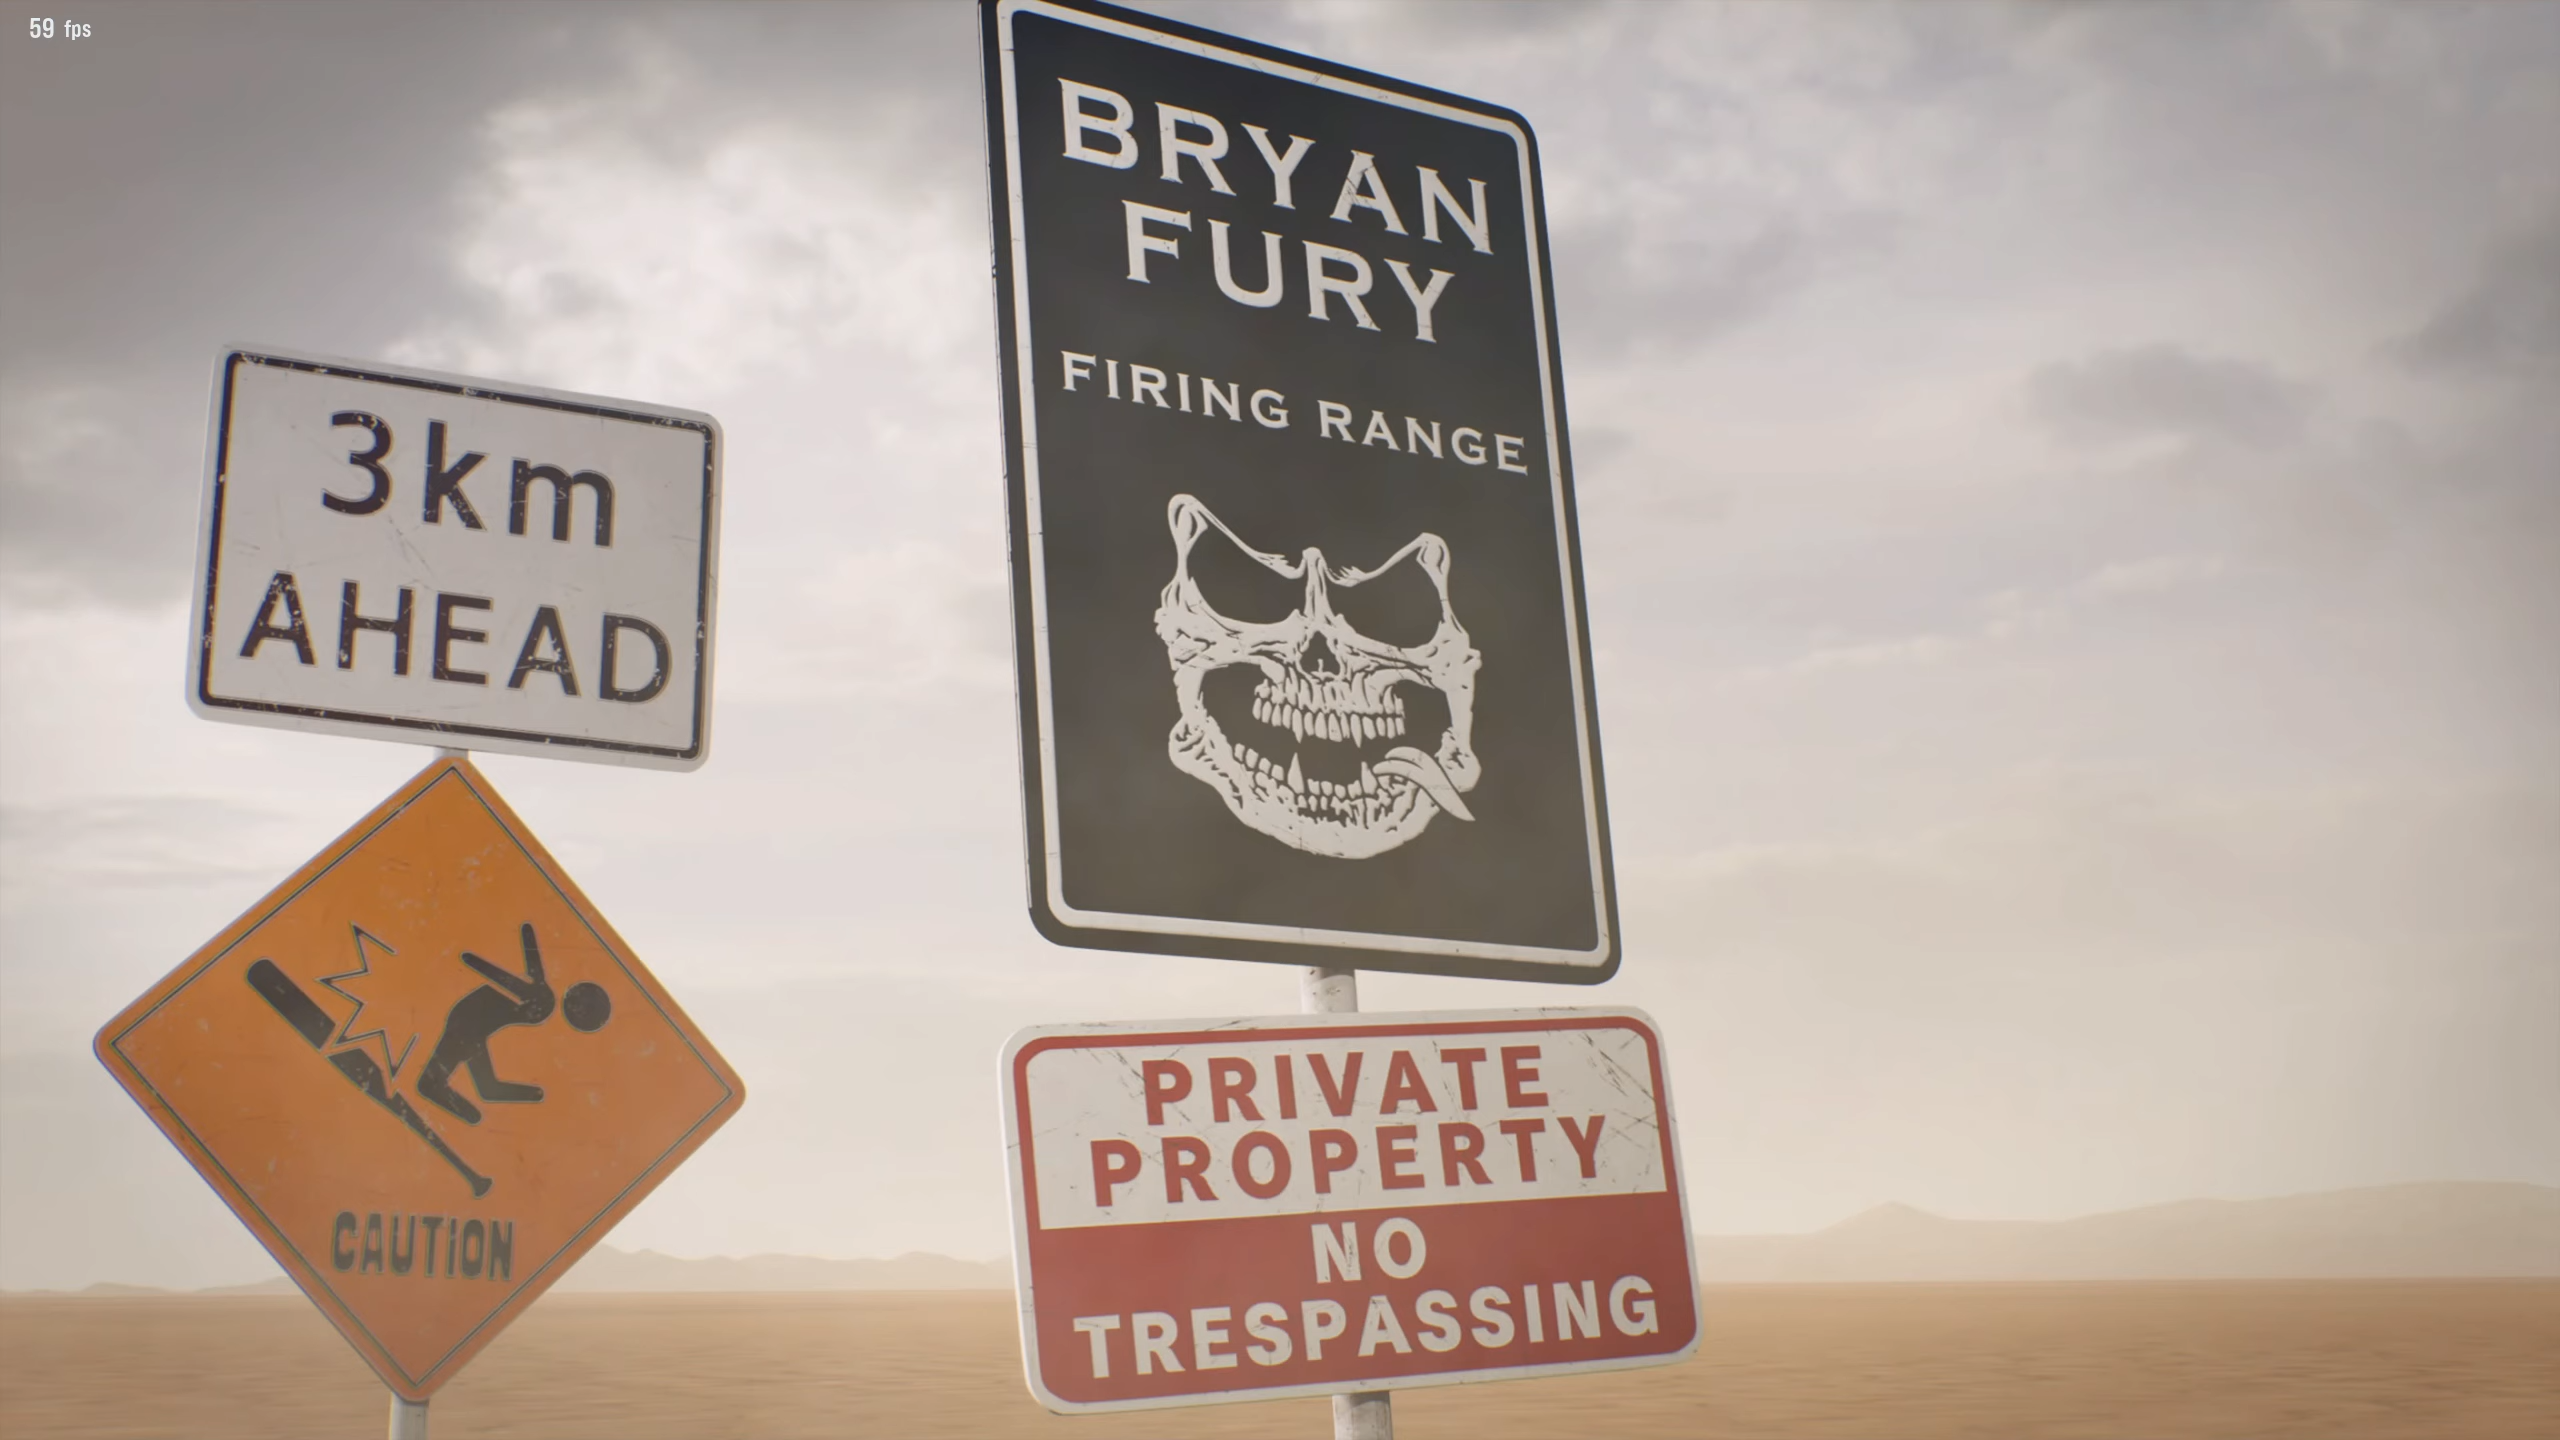 59 fps
3km
AHEAD
CAUTION
BRYAN
FURY
FIRING RANGE
PRIVATE
PROPERTY
NO
TRESPASSING